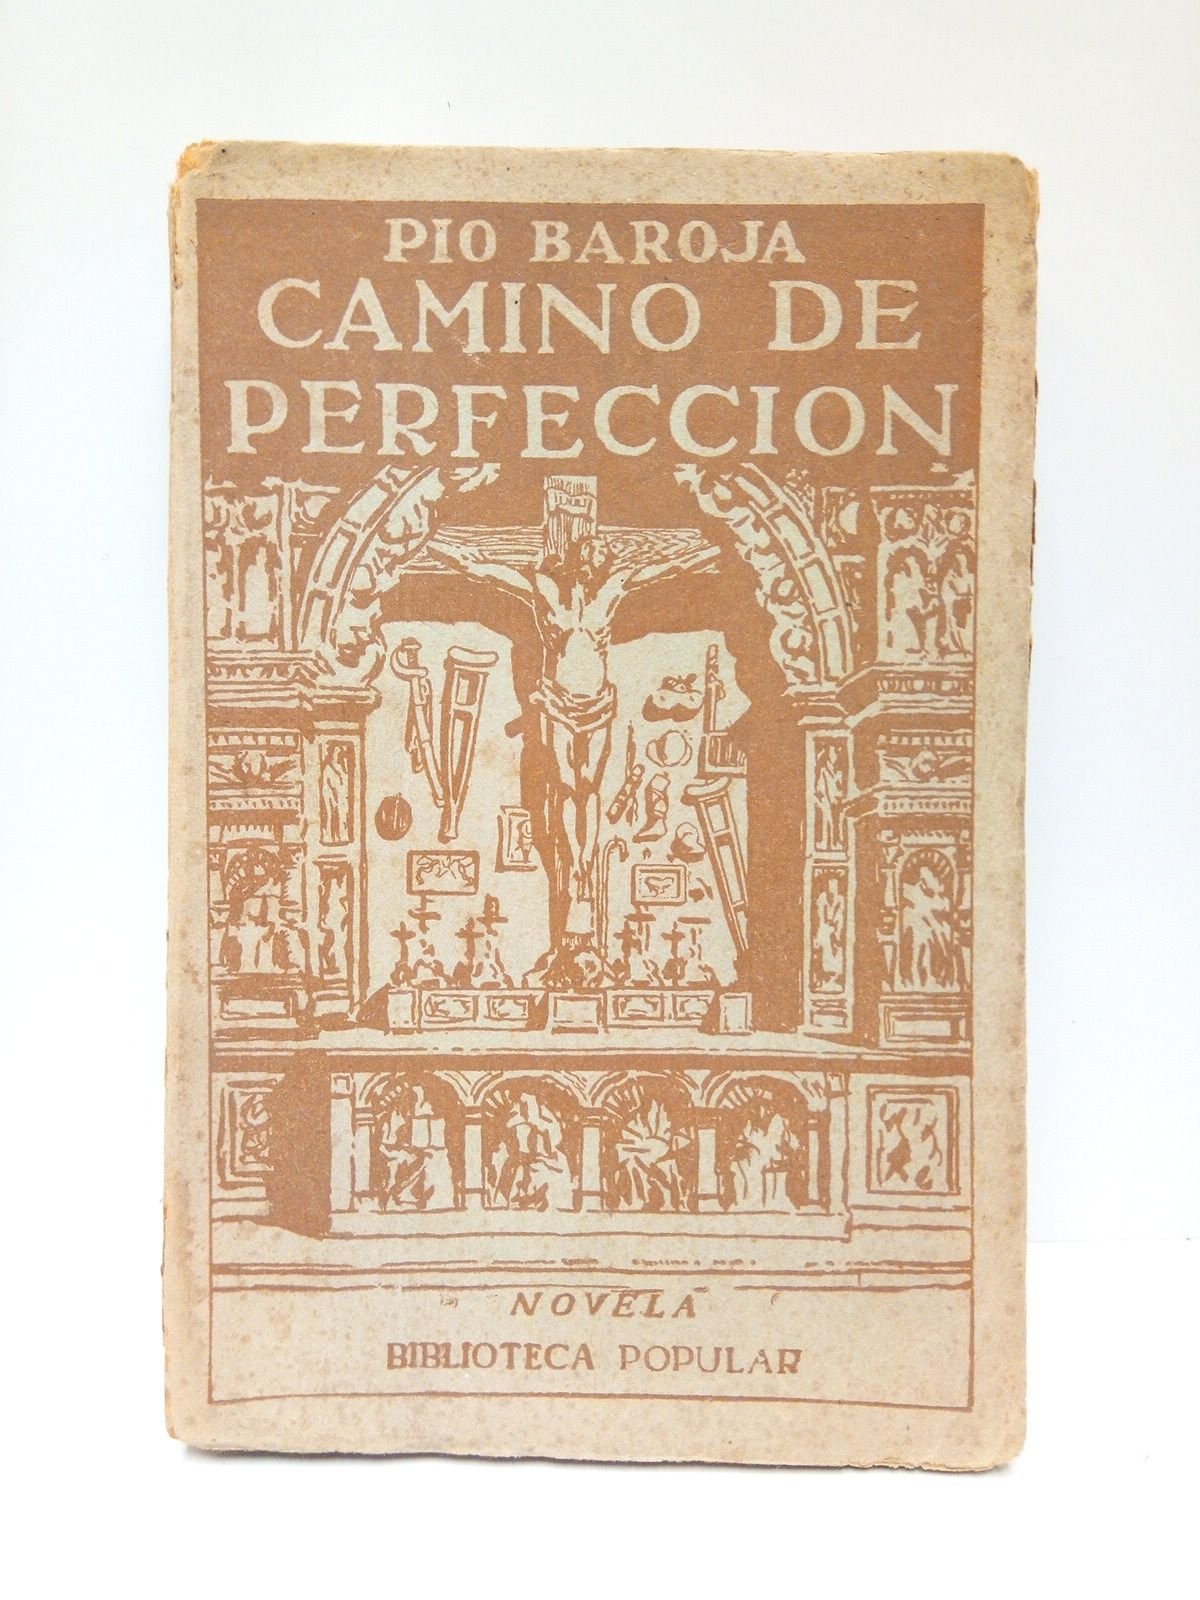 PIO BAROJA
CAMINO DE
PERFECCION
NOVELA
BIBLIOTECA POPULAR